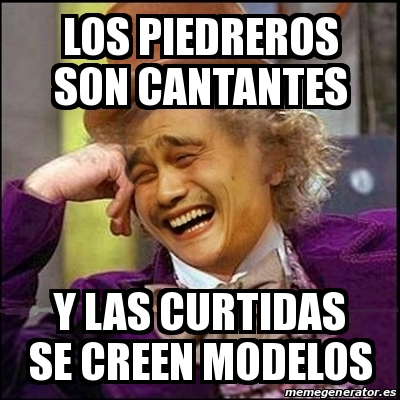 LOS PIEDREROS
SON CANTANTES
Y LAS CURTIDAS
SE CREEN MODELOS
memegenerator.es